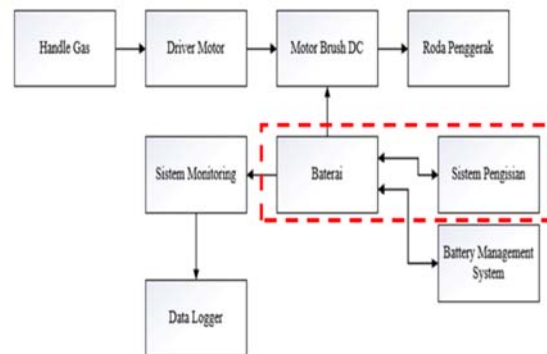 Handle Gas
Driver Motor
Motor Brush DC
Roda Penggerak
Sistem Monitoring
Baterai
Sistem Pengisian
Battery Management
System
Data Logger